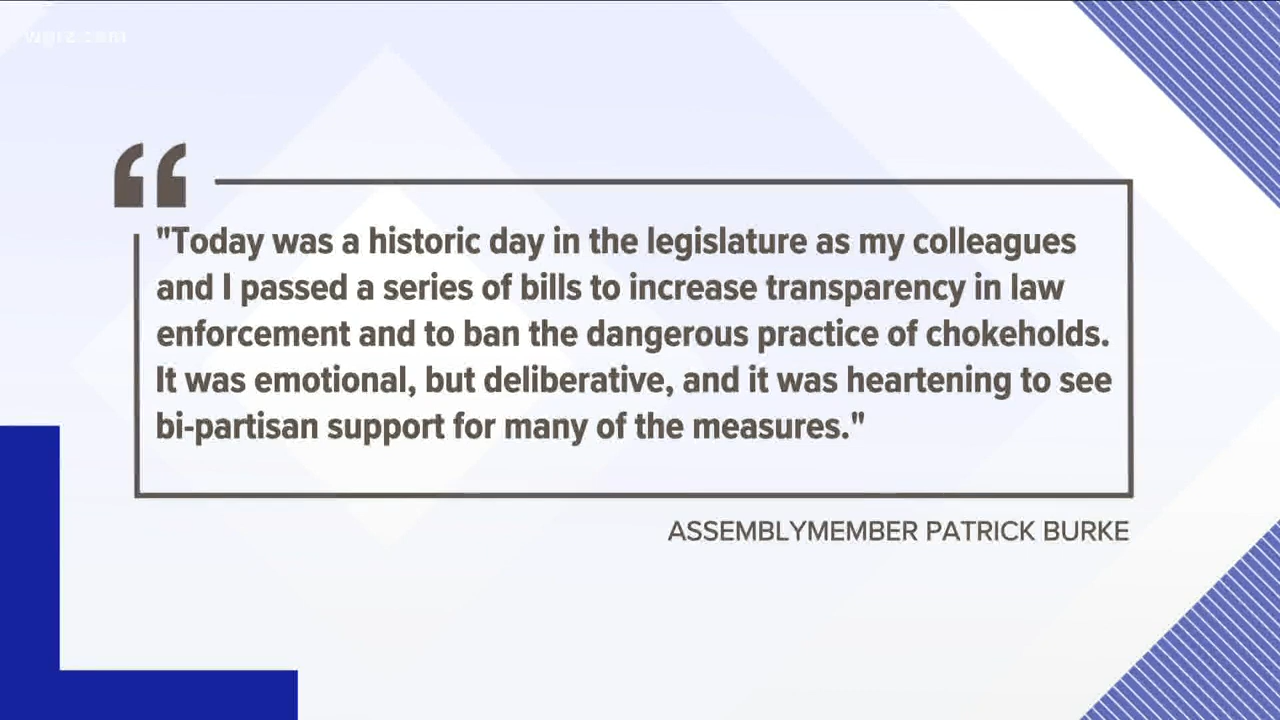 wgrz.com
"Today was a historic day in the legislature as my colleagues
and I passed a series of bills to increase transparency in law
enforcement and to ban the dangerous practice of chokeholds.
It was emotional, but deliberative, and it was heartening to see
bi-partisan support for many of the measures."
ASSEMBLYMEMBER PATRICK BURKE